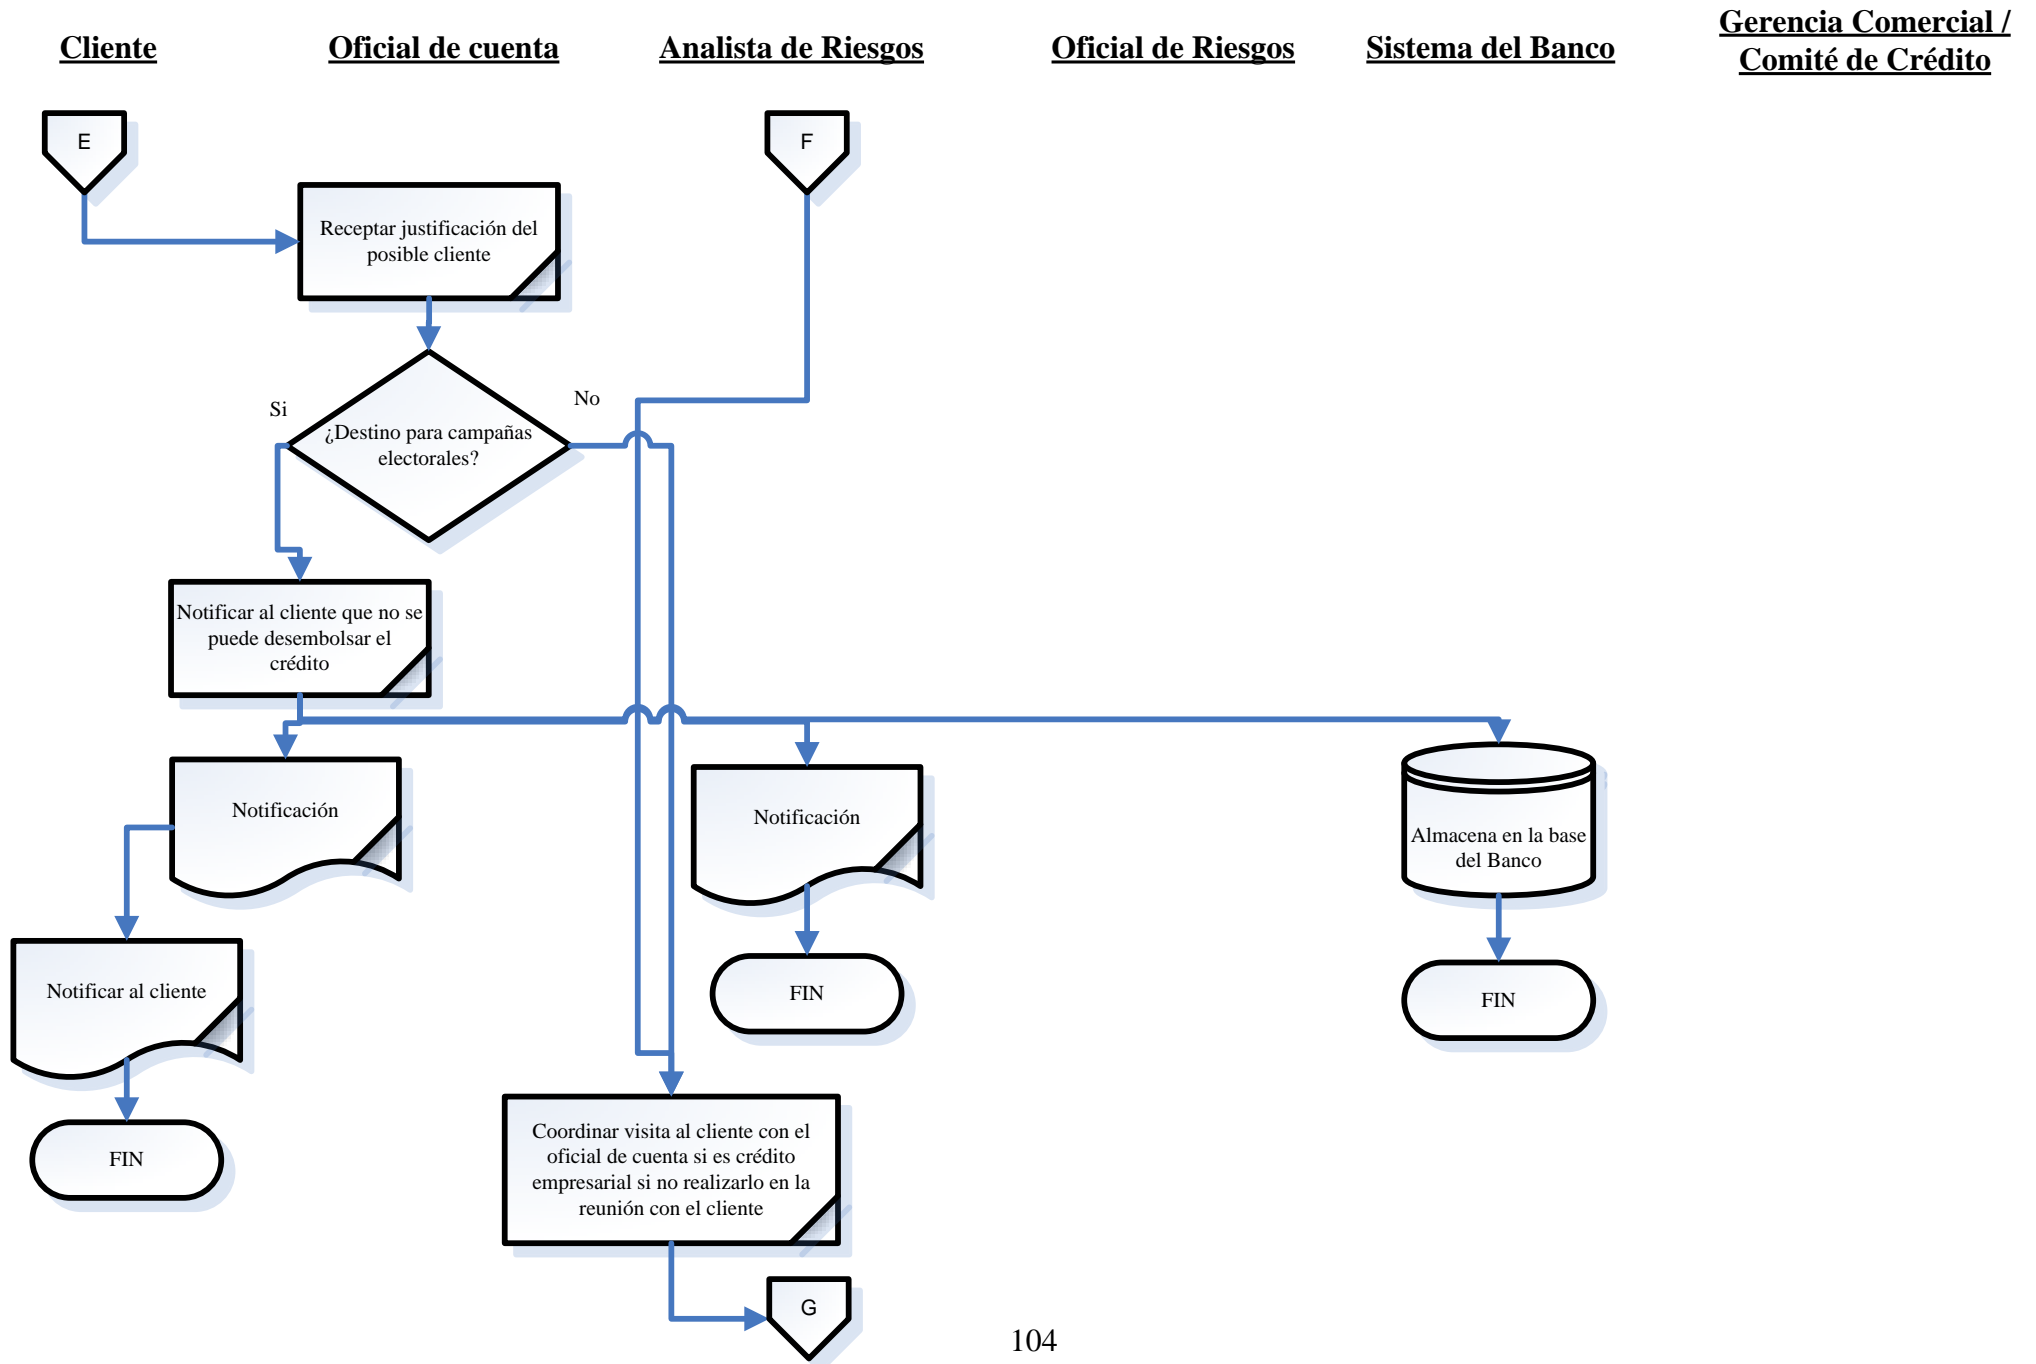 Cliente
Oficial de cuenta
Analista de Riesgos
Oficial de Riesgos
Sistema del Banco
Gerencia Comercial /
Comité de Crédito
E
F
Receptar justificación del
posible cliente
Si
No
¿Destino para campañas
electorales?
Notificar al cliente que no se
puede desembolsar el
crédito
Notificación
Notificación
Almacena en la base
del Banco
Notificar al cliente
FIN
FIN
FIN
Coordinar visita al cliente con el
oficial de cuenta si es crédito
empresarial si no realizarlo en la
reunión con el cliente
G
104